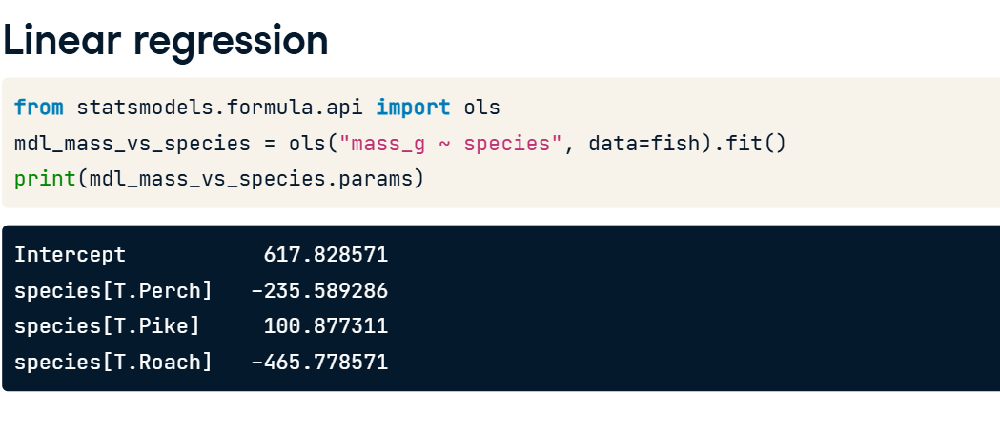 Linear regression
from statsmodels.formula.api import ols
mdl_mass_vs_species = ols("mass_g ~ species", data=fish).fit()
print(mdl_mass_vs_species.params)
Intercept           617.828571
species[T.Perch]   -235.589286
species[T.Pike]     100.877311
species[T.Roach]   -465.778571